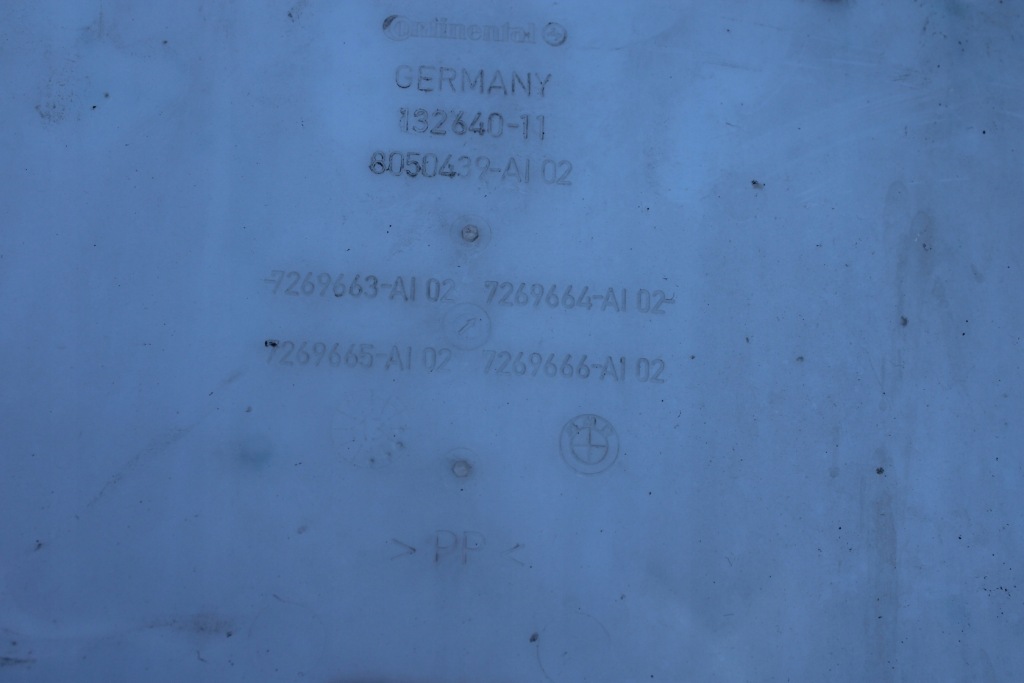 Continental
GERMANY
132640-11
8050439-AI 02
7269663-AI 02 7269664-AI 02
7269665-AI 02 7269666-AI 02
BMW
> PP <